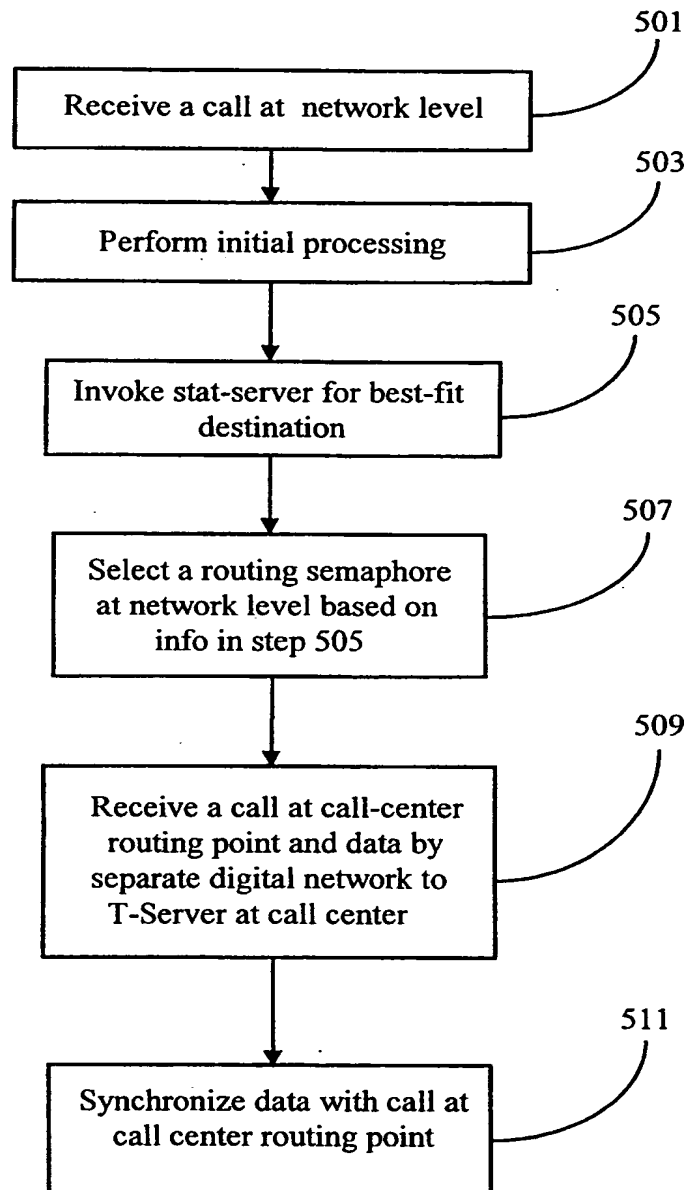 501
Receive a call at network level
503
Perform initial processing
505
Invoke stat-server for best-fit
destination
507
Select a routing semaphore
at network level based on
info in step 505
509
Receive a call at call-center
routing point and data by
separate digital network to
T-Server at call center
511
Synchronize data with call at
call center routing point